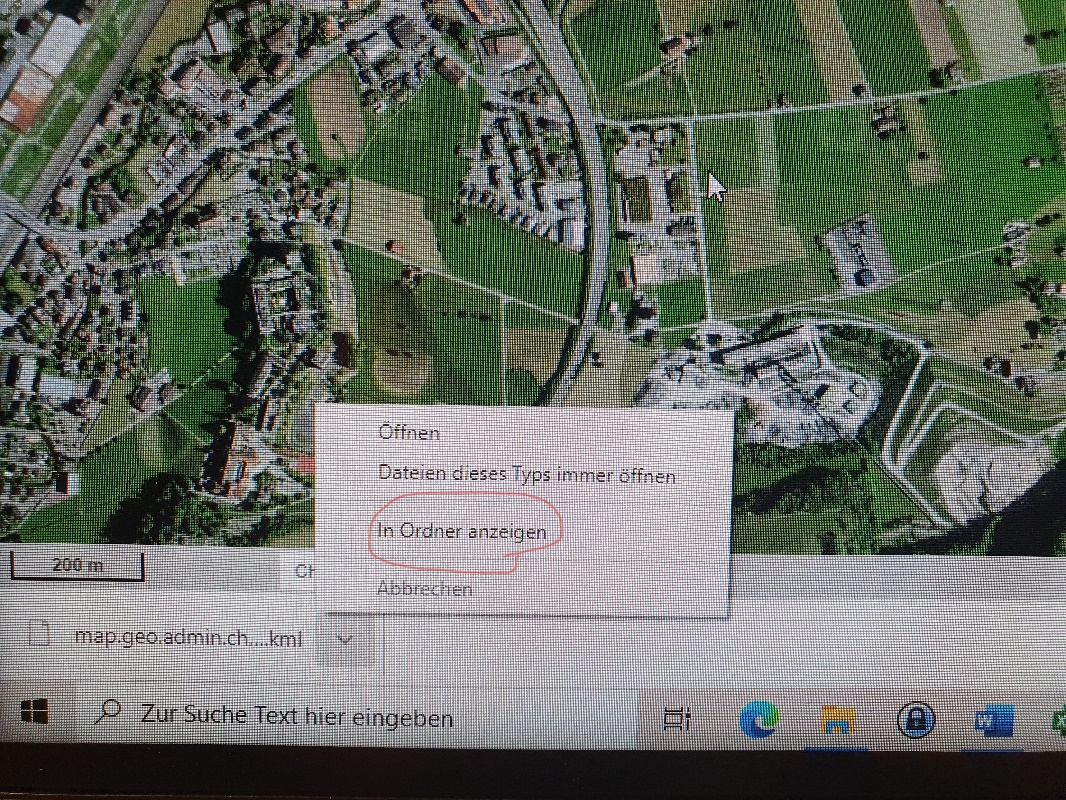 Öffnen
Dateien dieses Typs immer öffnen
In Ordner anzeigen
Abbrechen
200 m
CH
map.geo.admin.ch....kml
Zur Suche Text hier eingeben
W